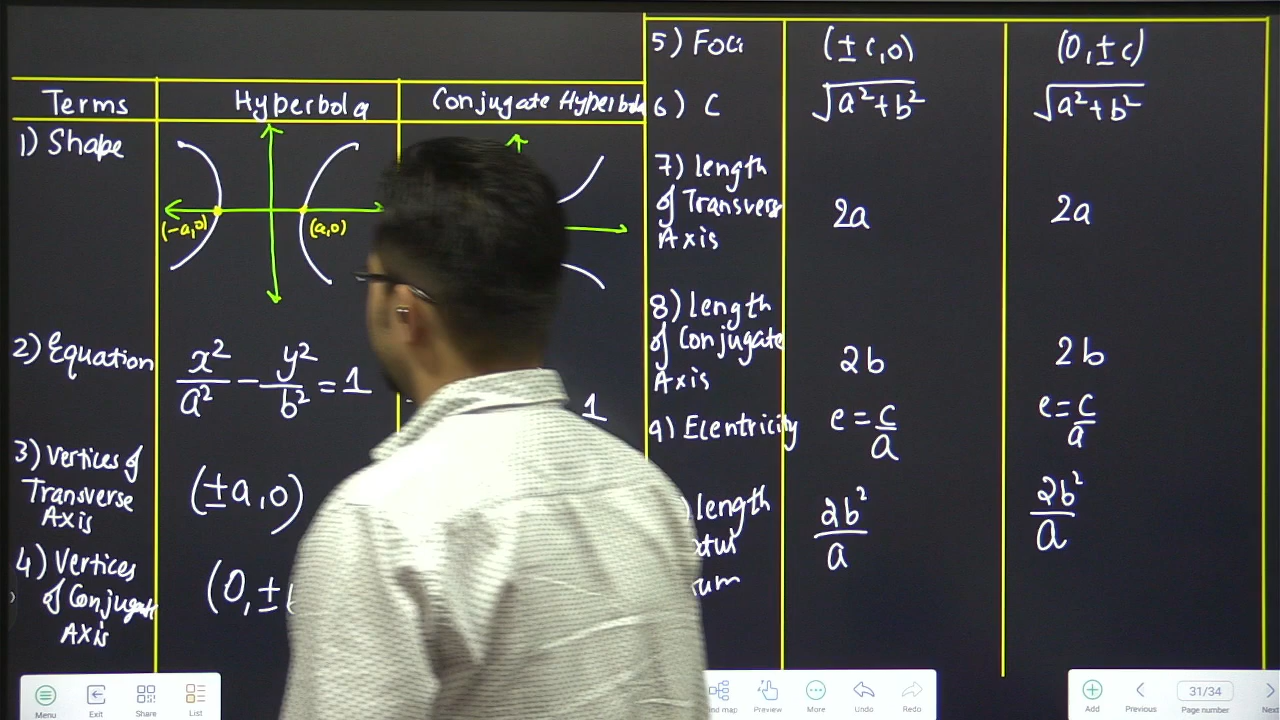 Terms Hyperbola Conjugate Hyperbola
1) Shape
(-a,0) (a,0)
2) Equation x²/a² - y²/b² = 1 1
3) Vertices of
Transverse
Axis
(±a,0)
4) Vertices
of Conjugate
Axis
(0,±
5) Foci (±c,0) (0,±c)
6) C √a²+b² √a²+b²
7) length
of Transvers
Axis
2a 2a
8) length
of Conjugate
Axis
2b 2b
9) Ecentricity e=c/a e=c/a
length
2b²/a 2b²/a
Menu Exit Share List
Preview More Undo Redo
Add Previous 31/34 Page number Next